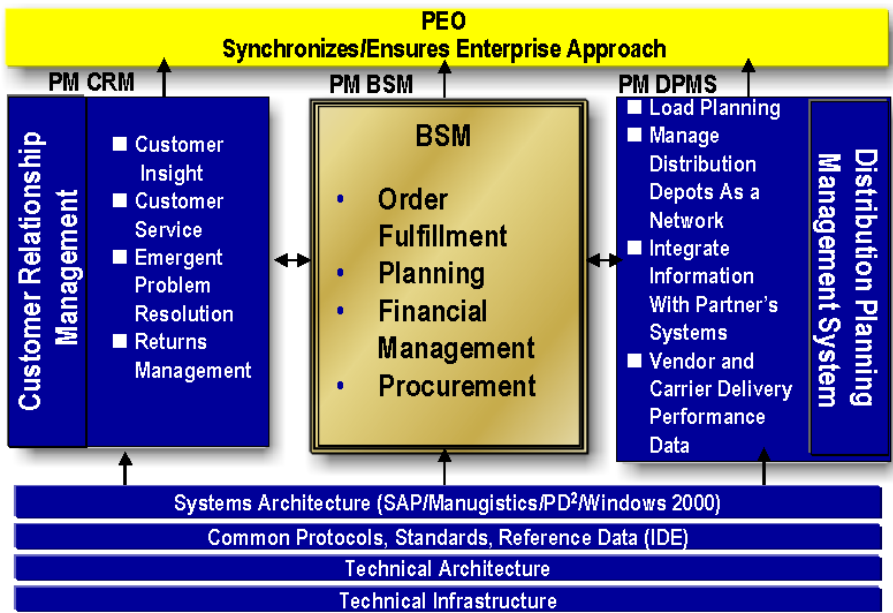 PEO
Synchronizes/Ensures Enterprise Approach
PM CRM
PM BSM
PM DPMS
Customer Relationship
Management
■ Customer
Insight
■ Customer
Service
■ Emergent
Problem
Resolution
■ Returns
Management
BSM
• Order
Fulfillment
• Planning
• Financial
Management
• Procurement
■ Load Planning
■ Manage
Distribution
Depots As a
Network
■ Integrate
Information
With Partner's
Systems
■ Vendor and
Carrier Delivery
Performance
Data
Distribution Planning
Management System
Systems Architecture (SAP/Manugistics/PD²/Windows 2000)
Common Protocols, Standards, Reference Data (IDE)
Technical Architecture
Technical Infrastructure